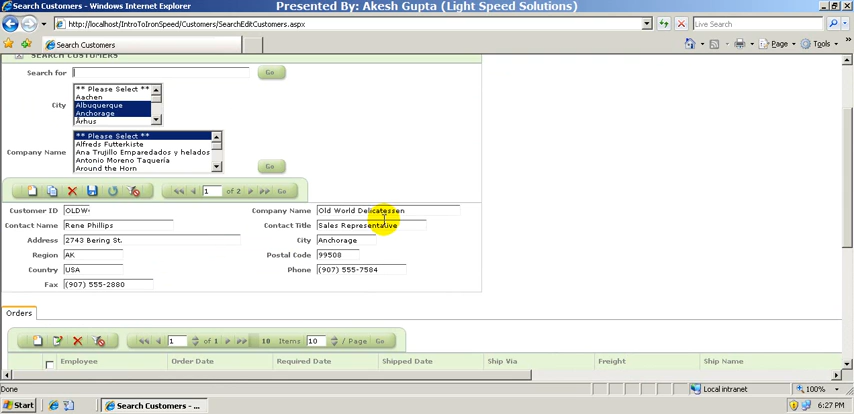 Search Customers - Windows Internet Explorer
Presented By: Akesh Gupta (Light Speed Solutions)
http://localhost/IntroToIronSpeed/Customers/SearchEditCustomers.aspx
Live Search
Search Customers
Page
Tools
SEARCH CUSTOMERS
Search for
Go
City
** Please Select **
Aachen
Albuquerque
Anchorage
Århus
Company Name
** Please Select **
Alfreds Futterkiste
Ana Trujillo Emparedados y helados
Antonio Moreno Taquería
Around the Horn
Go
1 of 2 Go
Customer ID OLDW
Company Name Old World Delicatessen
Contact Name Rene Phillips
Contact Title Sales Representative
Address 2743 Bering St.
City Anchorage
Region AK
Postal Code 99508
Country USA
Phone (907) 555-7584
Fax (907) 555-2880
Orders
1 of 1 10 Items 10 / Page Go
Employee Order Date Required Date Shipped Date Ship Via Freight Ship Name
Done
Local intranet
100%
Start
Search Customers - ...
6:27 PM